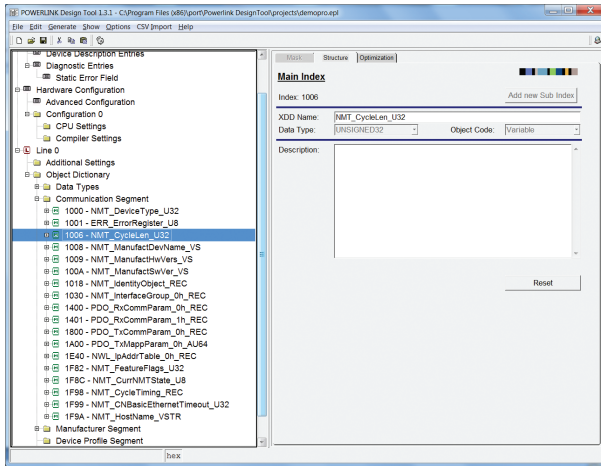 POWERLINK Design Tool 1.3.1 - C:\Program Files (x86)\port\Powerlink DesignTool\projects\demopro.epl
File Edit Generate Show Options CSV Import Help
Device Description Entries
Diagnostic Entries
Static Error Field
Hardware Configuration
Advanced Configuration
Configuration 0
CPU Settings
Compiler Settings
Line 0
Additional Settings
Object Dictionary
Data Types
Communication Segment
1000 - NMT_DeviceType_U32
1001 - ERR_ErrorRegister_U8
1006 - NMT_CycleLen_U32
1008 - NMT_ManufactDevName_VS
1009 - NMT_ManufactHwVers_VS
100A - NMT_ManufactSwVer_VS
1018 - NMT_IdentityObject_REC
1030 - NMT_InterfaceGroup_0h_REC
1400 - PDO_RxCommParam_0h_REC
1401 - PDO_RxCommParam_1h_REC
1800 - PDO_TxCommParam_0h_REC
1A00 - PDO_TxMappParam_0h_AU64
1E40 - NWL_IpAddrTable_0h_REC
1F82 - NMT_FeatureFlags_U32
1F8C - NMT_CurrNMTState_U8
1F98 - NMT_CycleTiming_REC
1F99 - NMT_CNBasicEthernetTimeout_U32
1F9A - NMT_HostName_VSTR
Manufacturer Segment
Device Profile Segment
Mask Structure Optimization
Main Index
Index: 1006 Add new Sub Index
XDD Name: NMT_CycleLen_U32
Data Type: UNSIGNED32 Object Code: Variable
Description:
Reset
hex